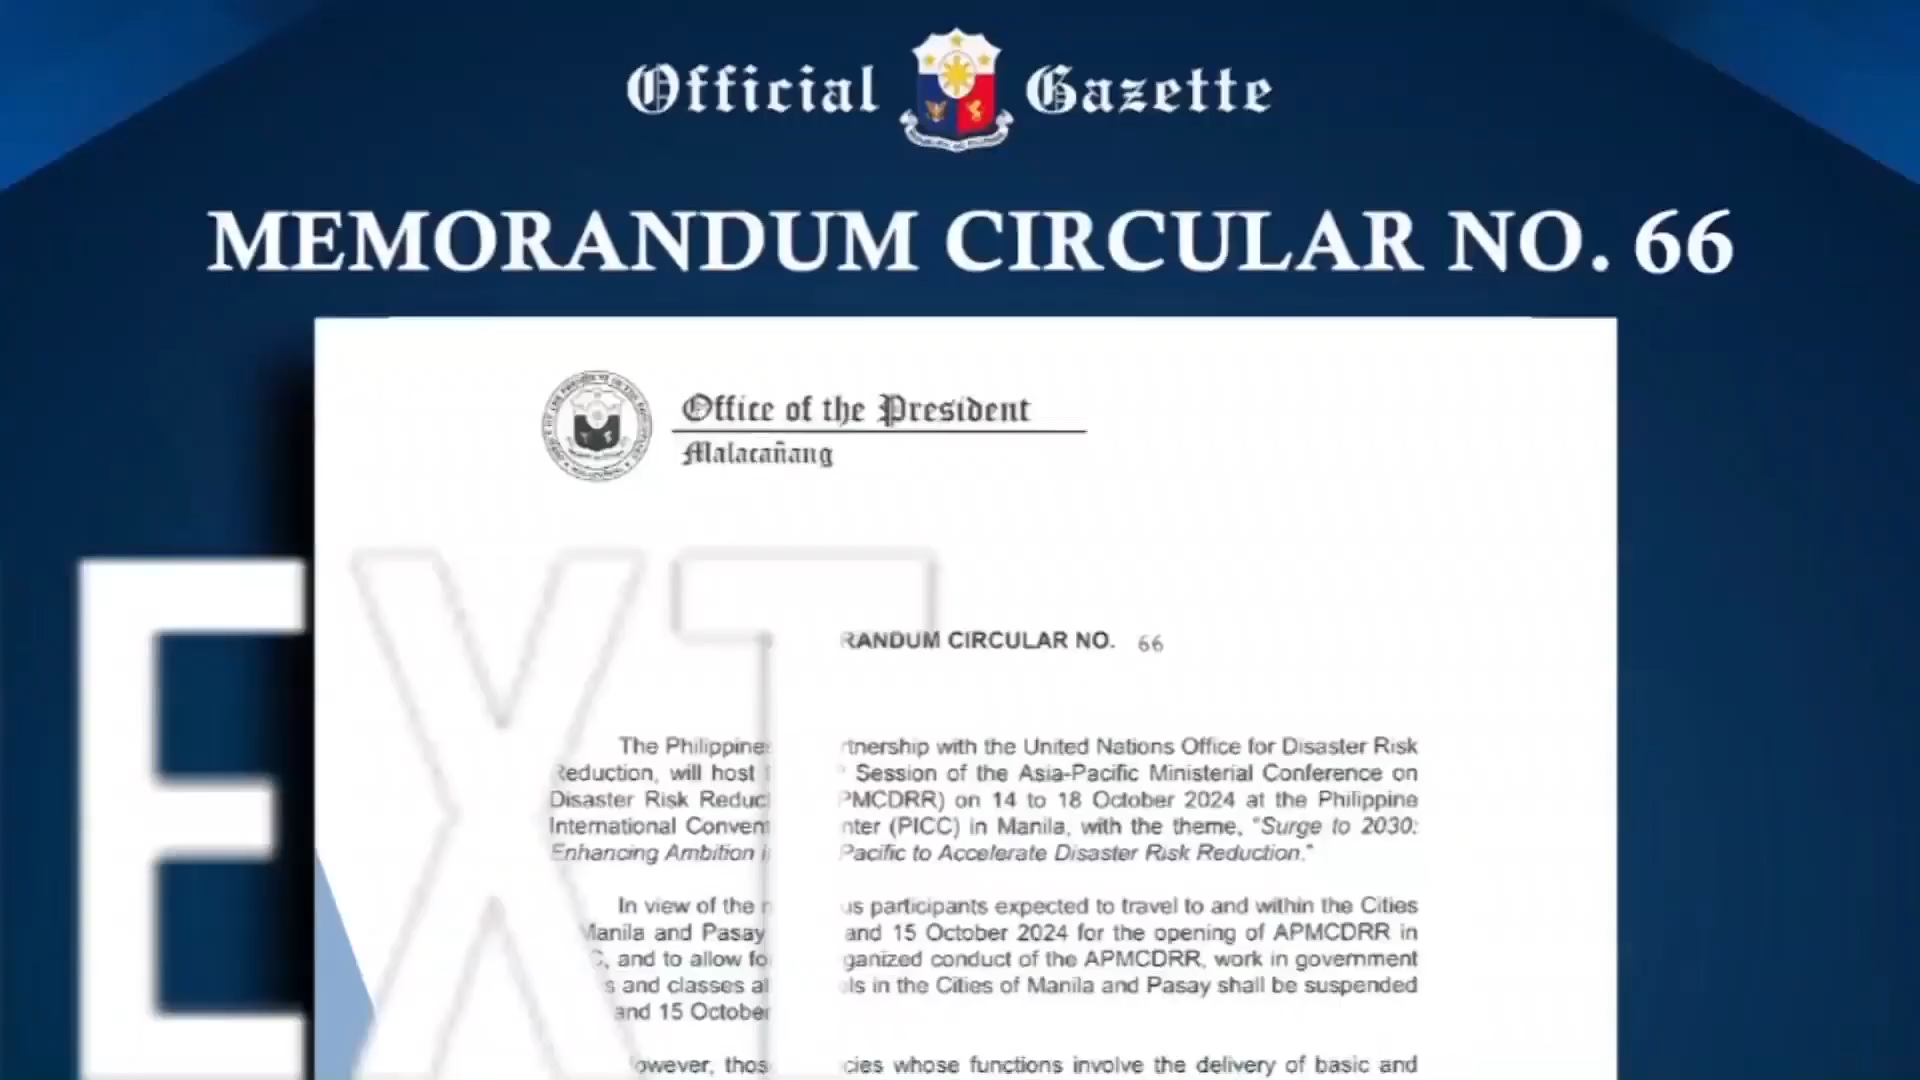 Official Gazette
MEMORANDUM CIRCULAR NO. 66
Office of the President
Malacañang
EXT
RANDUM CIRCULAR NO. 66
The Philippines rtnership with the United Nations Office for Disaster Risk
Reduction, will host Session of the Asia-Pacific Ministerial Conference on
Disaster Risk Reduc PMCDRR) on 14 to 18 October 2024 at the Philippine
International Convent nter (PICC) in Manila, with the theme, "Surge to 2030:
Enhancing Ambition i Pacific to Accelerate Disaster Risk Reduction."
In view of the us participants expected to travel to and within the Cities
Manila and Pasay and 15 October 2024 for the opening of APMCDRR in
C, and to allow fo ganized conduct of the APMCDRR, work in government
s and classes al ls in the Cities of Manila and Pasay shall be suspended
and 15 October
owever, thos cies whose functions involve the delivery of basic and